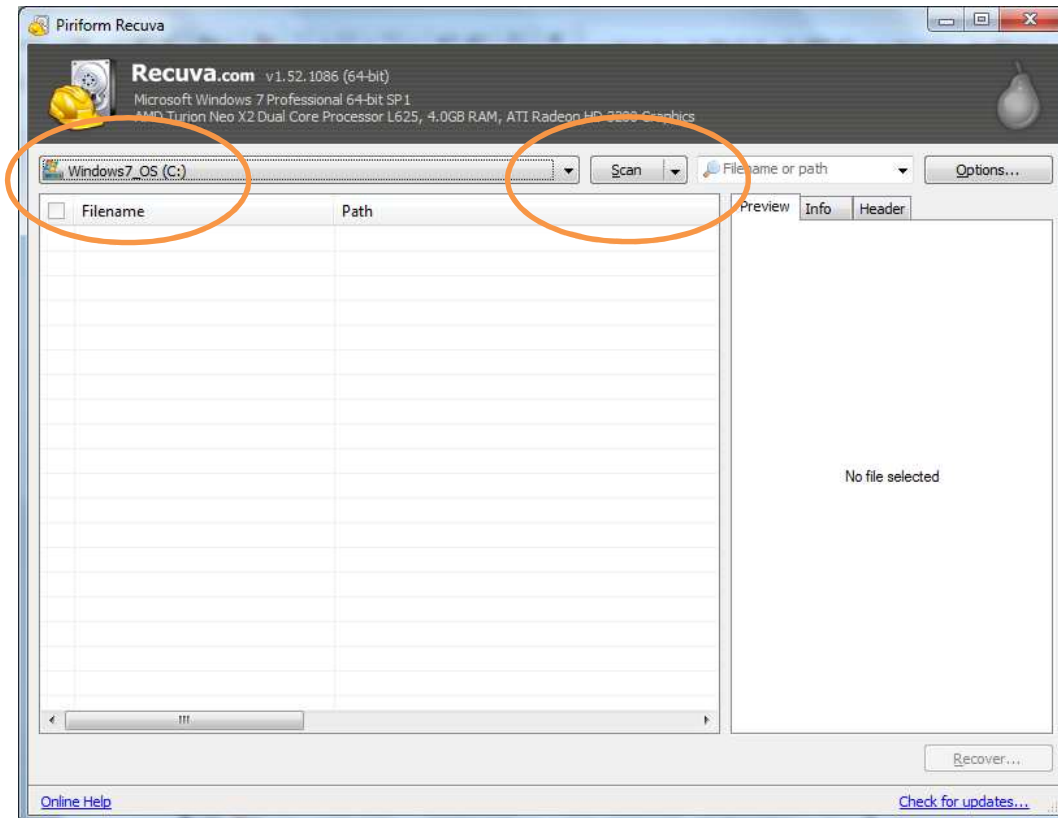 Piriform Recuva
Recuva.com v1.52.1086 (64-bit)
Microsoft Windows 7 Professional 64-bit SP1
AMD Turion Neo X2 Dual Core Processor L625, 4.0GB RAM, ATI Radeon HD 3200 Graphics
Windows7_OS (C:)
Scan
Filename or path
Options...
Filename Path
Preview Info Header
No file selected
Recover...
Online Help
Check for updates...